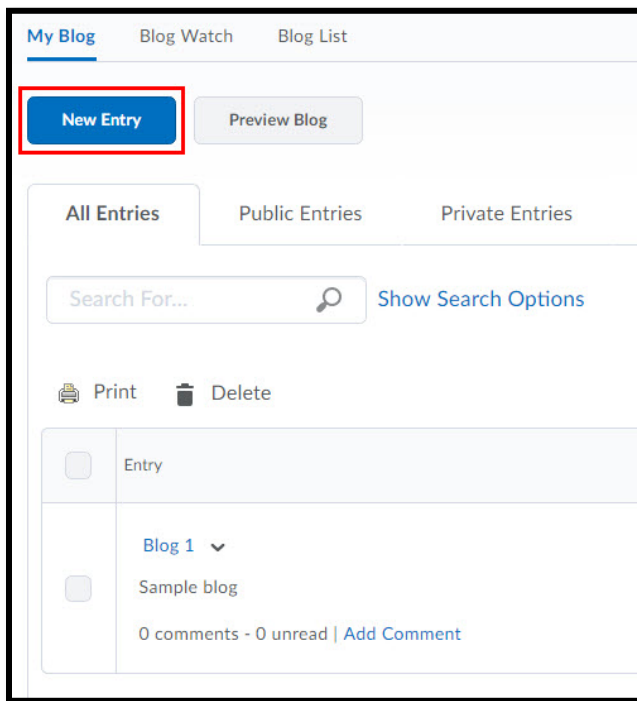 My Blog Blog Watch Blog List
New Entry Preview Blog
All Entries Public Entries Private Entries
Search For... Show Search Options
Print Delete
Entry
Blog 1
Sample blog
0 comments - 0 unread | Add Comment